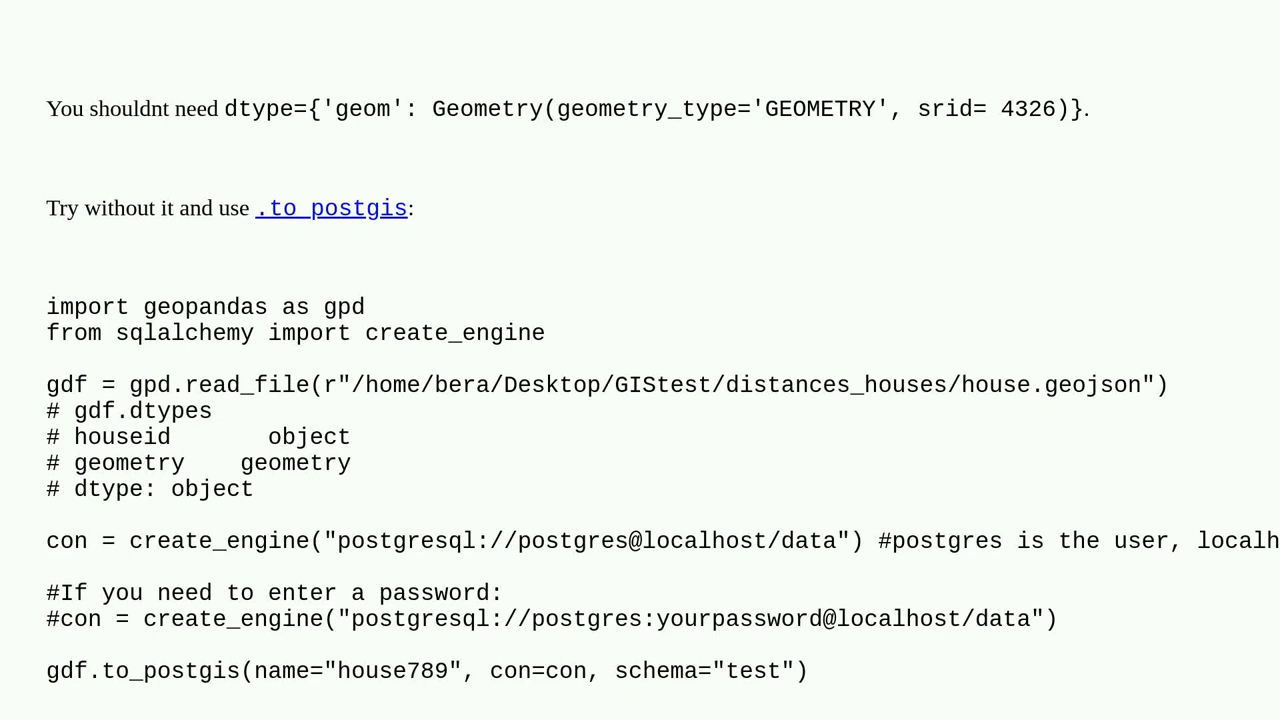 You shouldnt need dtype={'geom': Geometry(geometry_type='GEOMETRY', srid= 4326)}.
Try without it and use .to_postgis:
import geopandas as gpd
from sqlalchemy import create_engine
gdf = gpd.read_file(r"/home/bera/Desktop/GIStest/distances_houses/house.geojson")
# gdf.dtypes
# houseid       object
# geometry    geometry
# dtype: object
con = create_engine("postgresql://postgres@localhost/data") #postgres is the user,
#If you need to enter a password:
#con = create_engine("postgresql://postgres:yourpassword@localhost/data")
gdf.to_postgis(name="house789", con=con, schema="test")